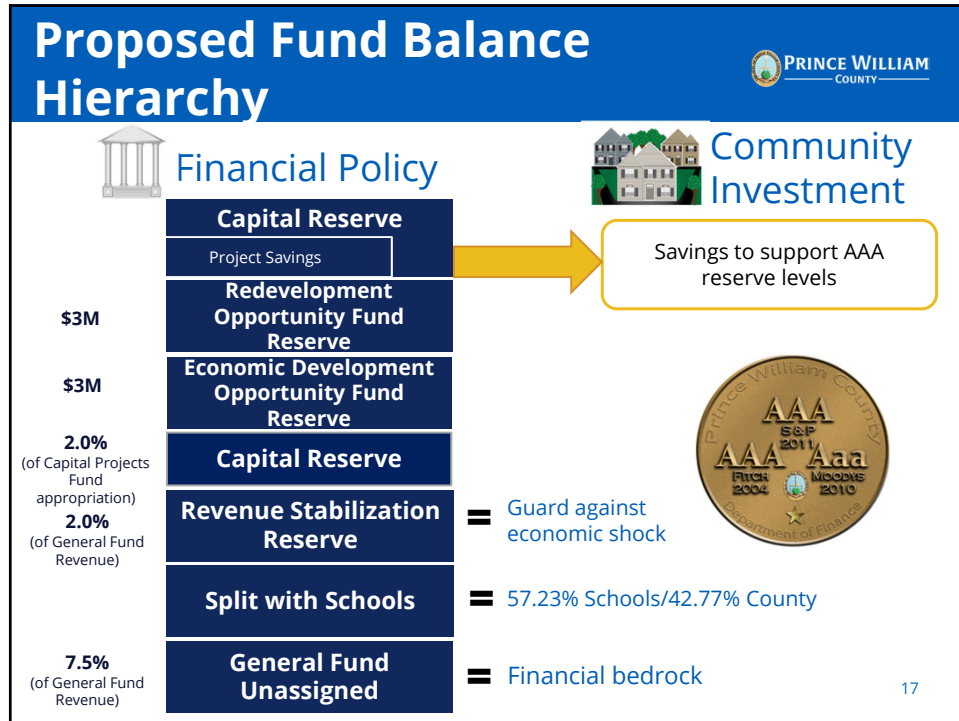 Proposed Fund Balance
Hierarchy
PRINCE WILLIAM
COUNTY
Financial Policy
Community
Investment
Capital Reserve
Project Savings
Savings to support AAA
reserve levels
$3M
Redevelopment
Opportunity Fund
Reserve
$3M
Economic Development
Opportunity Fund
Reserve
2.0%
(of Capital Projects
Fund
appropriation)
Capital Reserve
2.0%
(of General Fund
Revenue)
Revenue Stabilization
Reserve
=
Guard against
economic shock
Split with Schools
=
57.23% Schools/42.77% County
7.5%
(of General Fund
Revenue)
General Fund
Unassigned
=
Financial bedrock
Prince William County
AAA
S&P
2011
AAA
FITCH
2004
Aaa
MOODYS
2010
Department of Finance
17